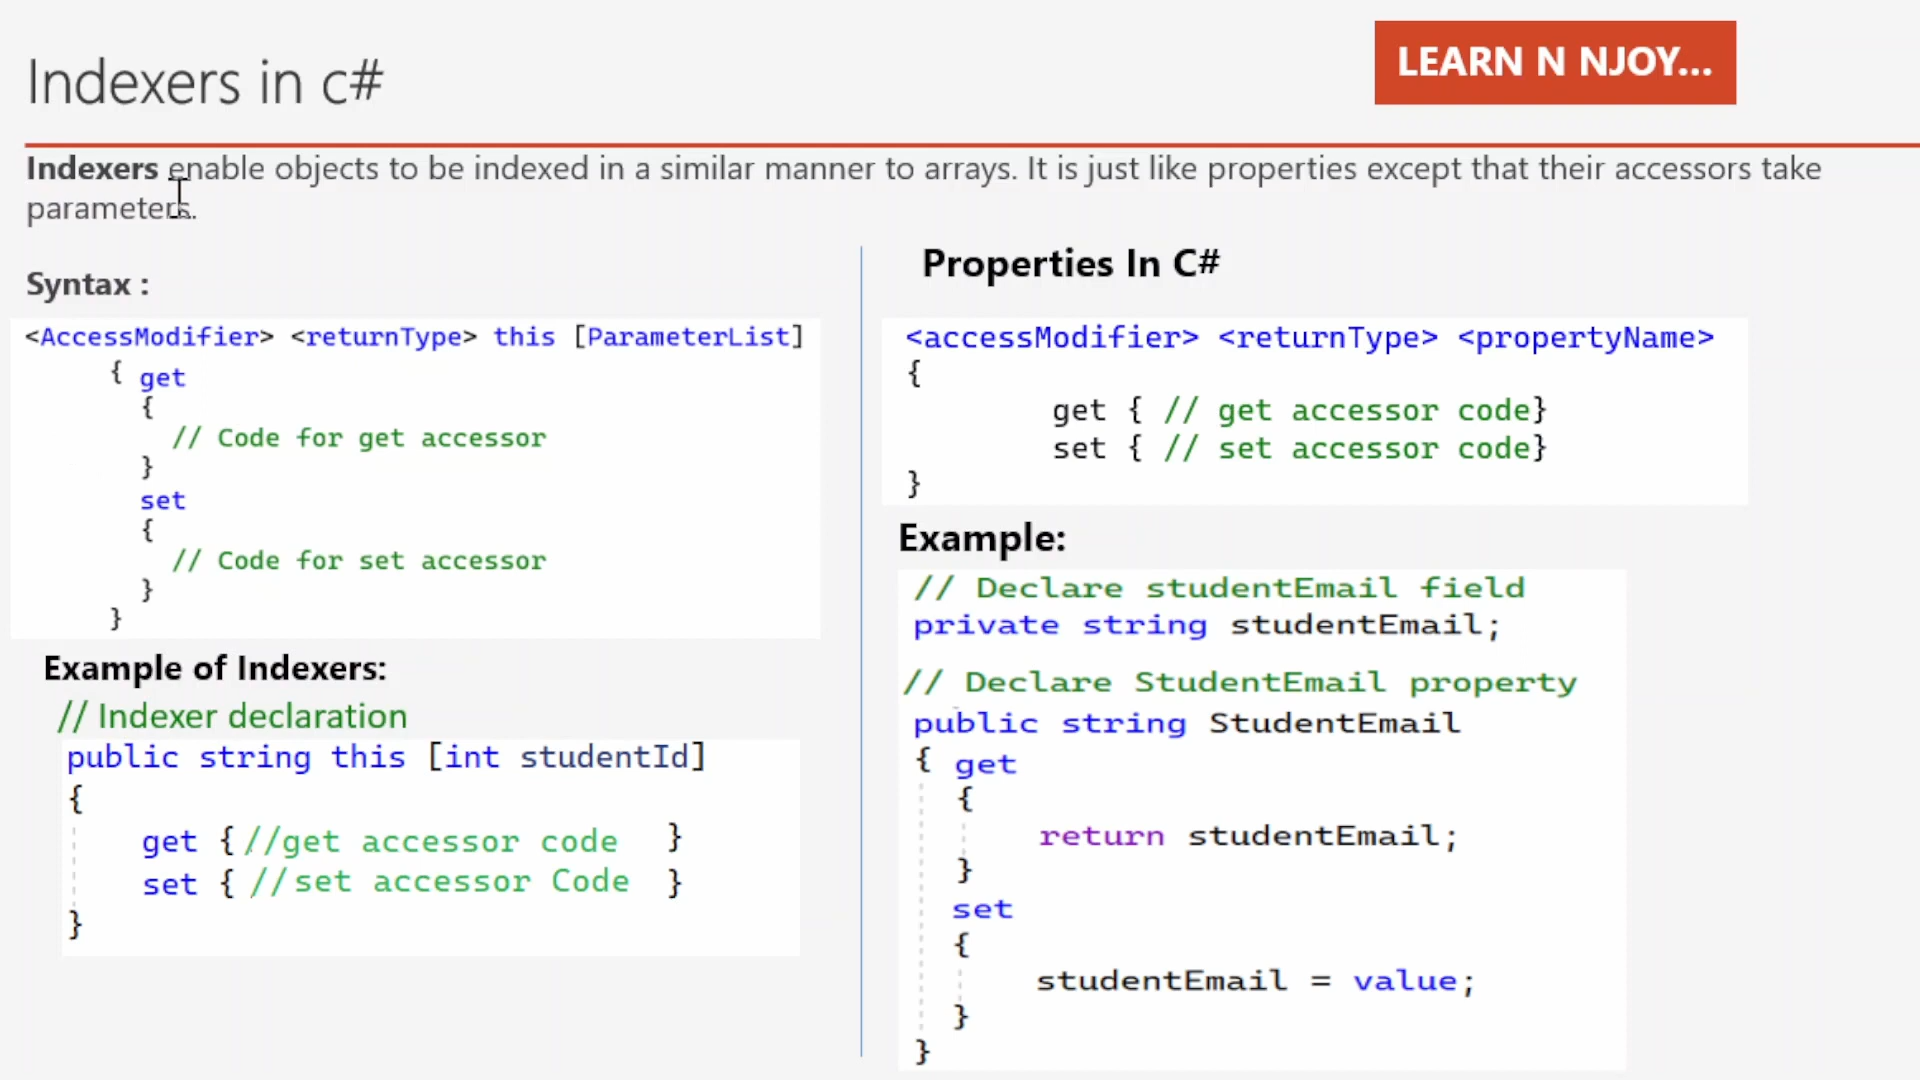 Indexers in c#
LEARN N NJOY...
Indexers enable objects to be indexed in a similar manner to arrays. It is just like properties except that their accessors take
parameters.
Syntax :
<AccessModifier> <returnType> this [ParameterList]
{ get
{
// Code for get accessor
}
set
{
// Code for set accessor
}
}
Example of Indexers:
// Indexer declaration
public string this [int studentId]
{
get { //get accessor code }
set { //set accessor Code }
}
Properties In C#
<accessModifier> <returnType> <propertyName>
{
get { // get accessor code}
set { // set accessor code}
}
Example:
// Declare studentEmail field
private string studentEmail;
// Declare StudentEmail property
public string StudentEmail
{ get
{
return studentEmail;
}
set
{
studentEmail = value;
}
}